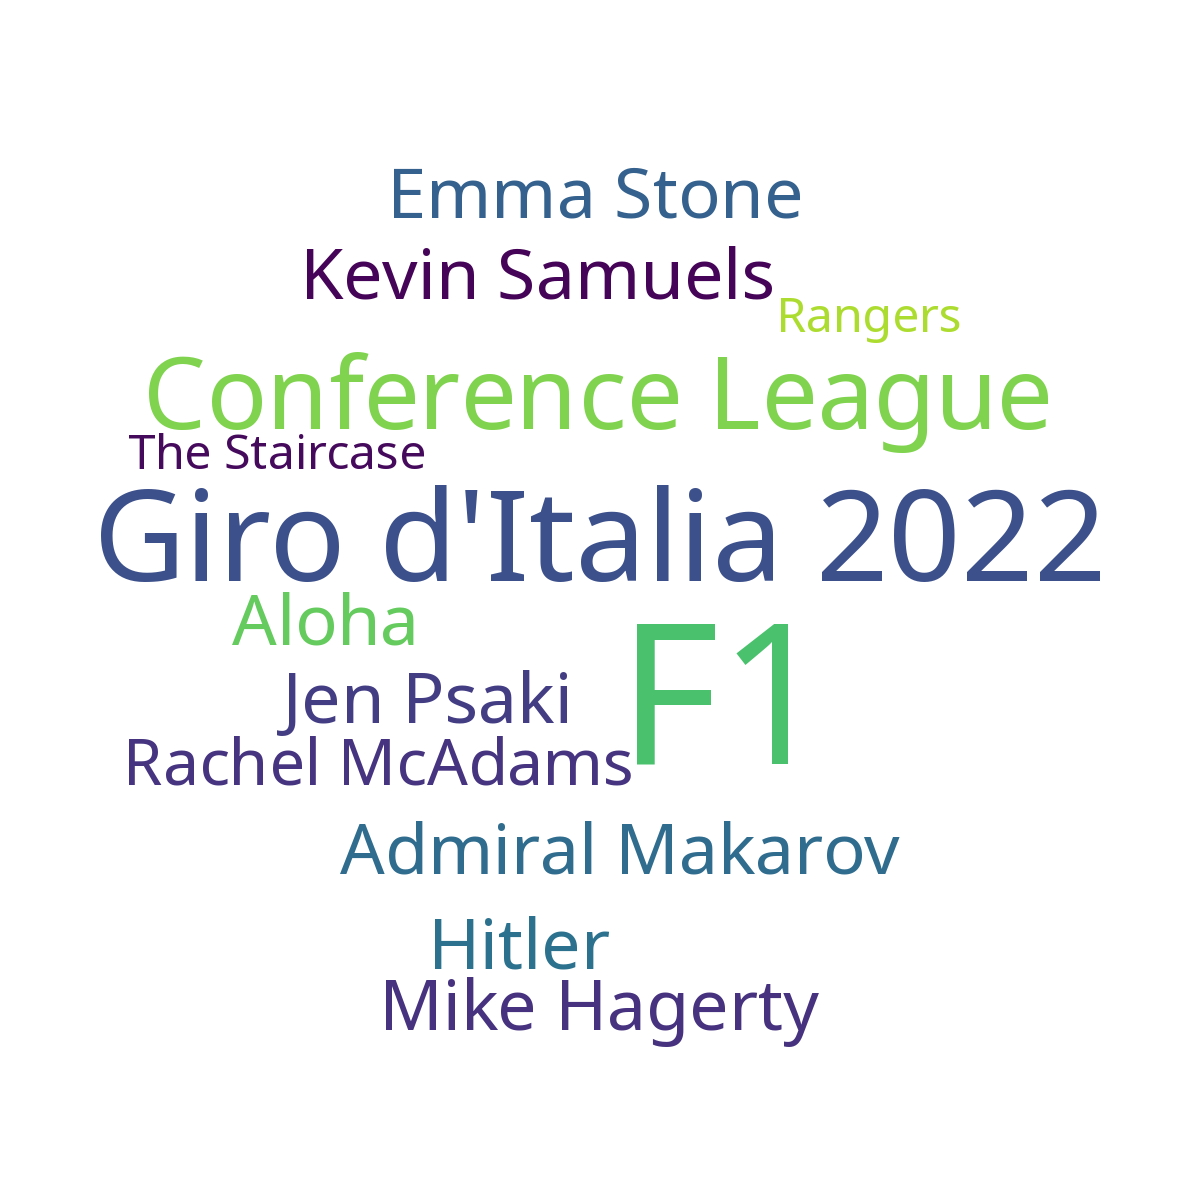 Emma Stone
Kevin Samuels
Rangers
Conference League
The Staircase
Giro d'Italia 2022
Aloha
F1
Jen Psaki
Rachel McAdams
Admiral Makarov
Hitler
Mike Hagerty